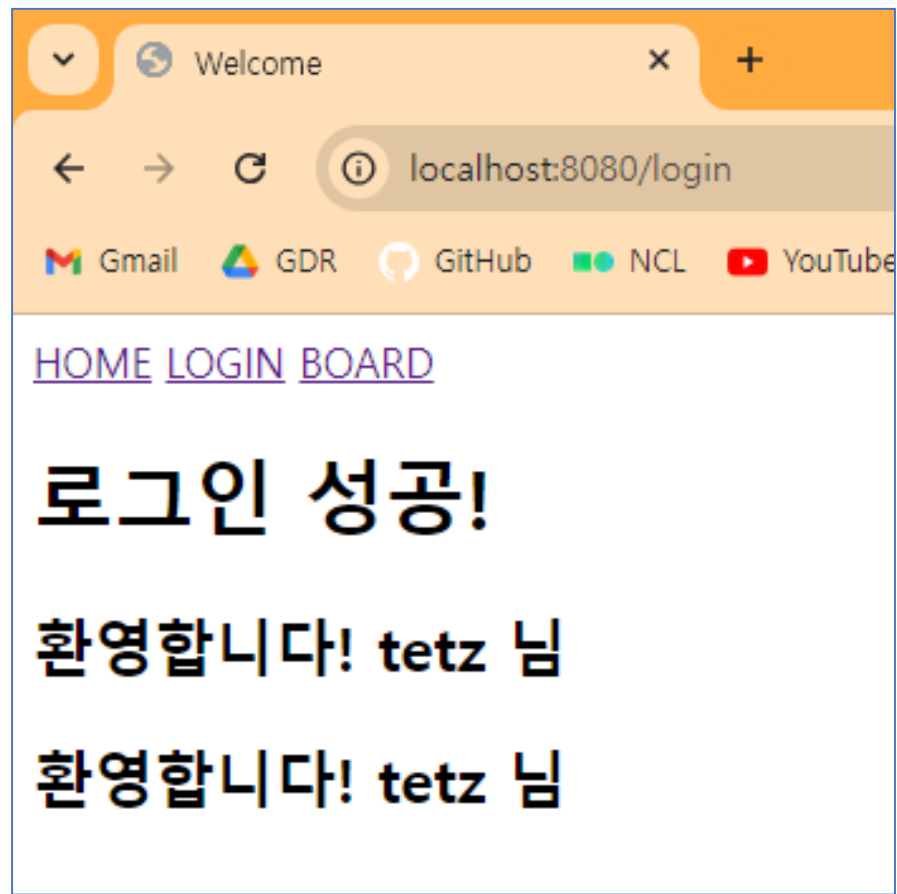 Welcome
localhost:8080/login
Gmail GDR GitHub NCL YouTube
HOME LOGIN BOARD
로그인 성공!
환영합니다! tetz 님
환영합니다! tetz 님